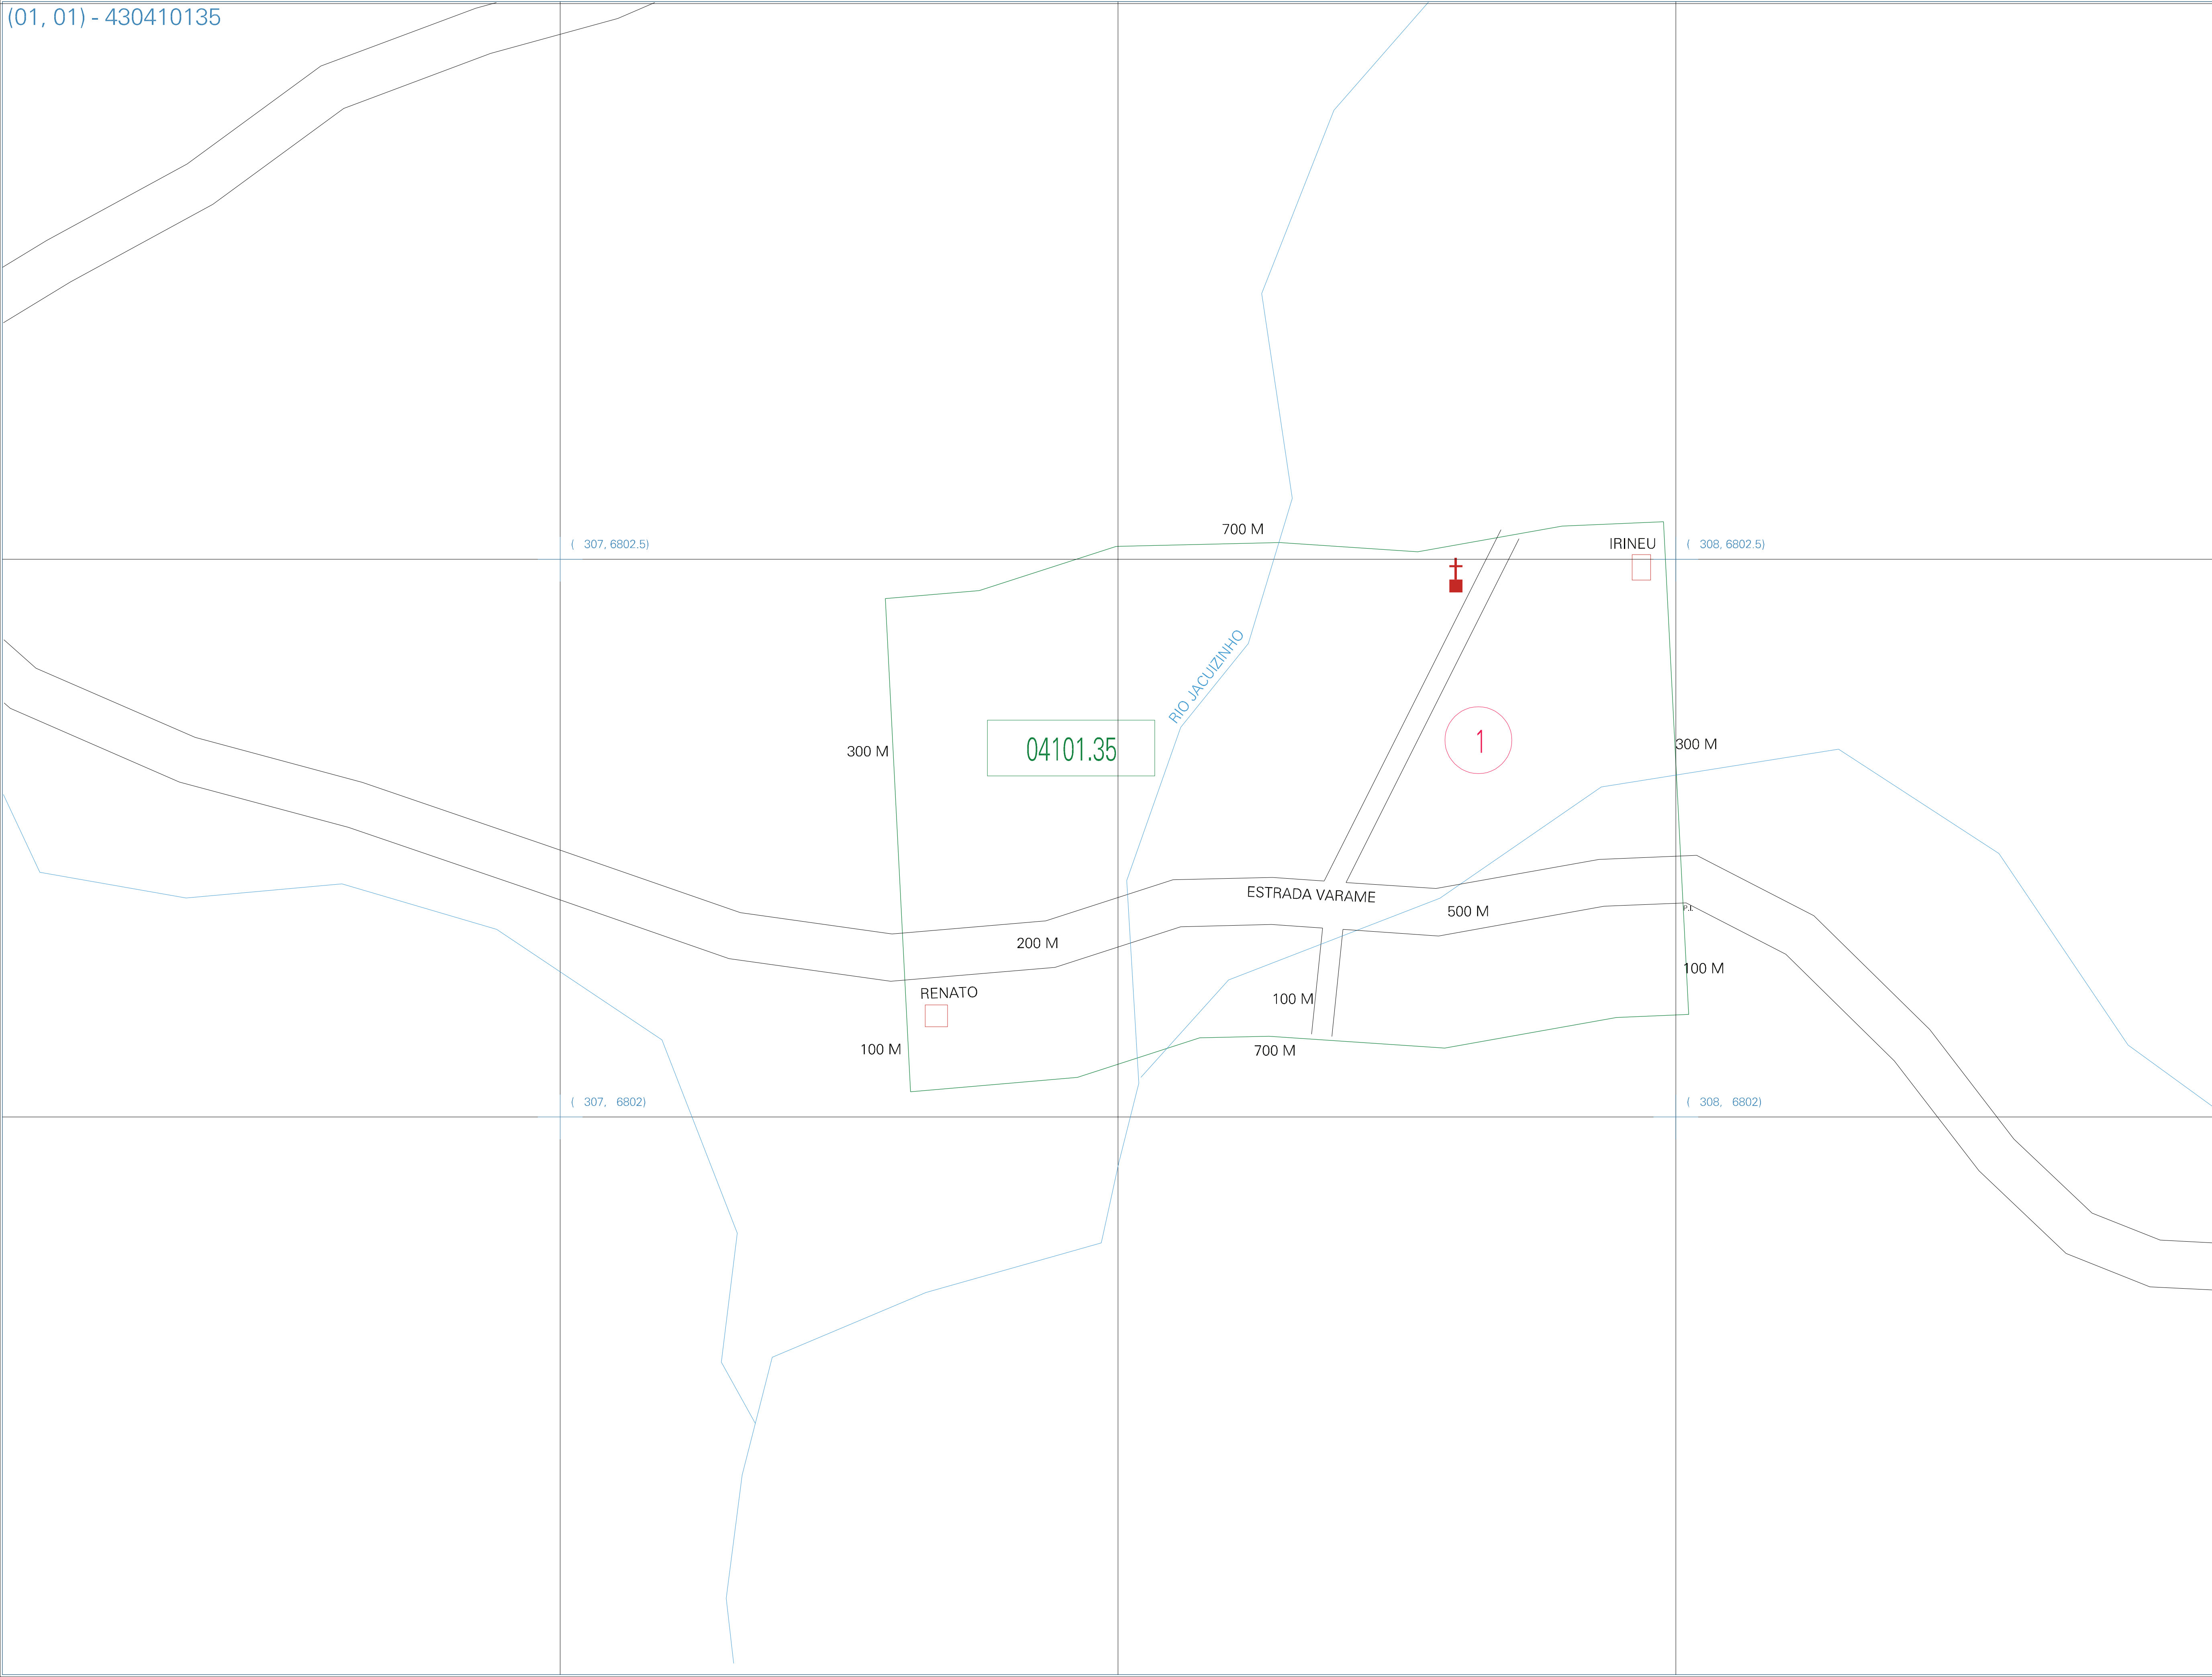 (01, 01) - 430410135
700 M
IRINEU
( 307, 6802.5)
( 308, 6802.5)
RIO JACUIZINHO
300 M
04101.35
1
300 M
ESTRADA VARAME
500 M
P.I.
200 M
100 M
RENATO
100 M
100 M
700 M
( 307, 6802)
( 308, 6802)